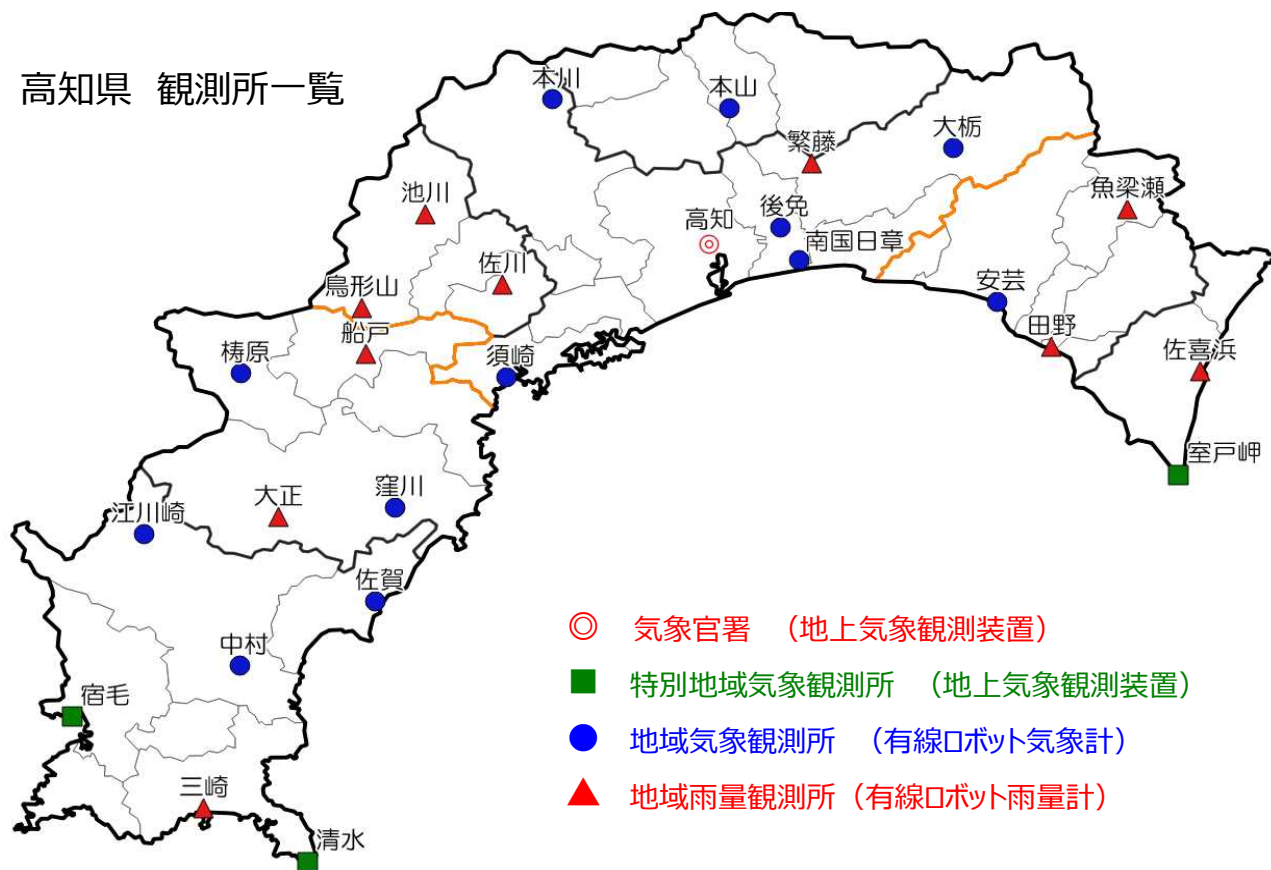 高知県 観測所一覧
本川
本山
大栃
繁藤
池川
魚梁瀬
高知
後免
南国日章
佐川
鳥形山
安芸
船戸
田野
梼原
須崎
佐喜浜
室戸岬
大正
窪川
江川崎
佐賀
中村
宿毛
三崎
清水
◎ 気象官署 （地上気象観測装置）
■ 特別地域気象観測所 （地上気象観測装置）
● 地域気象観測所 （有線ロボット気象計）
▲ 地域雨量観測所（有線ロボット雨量計）